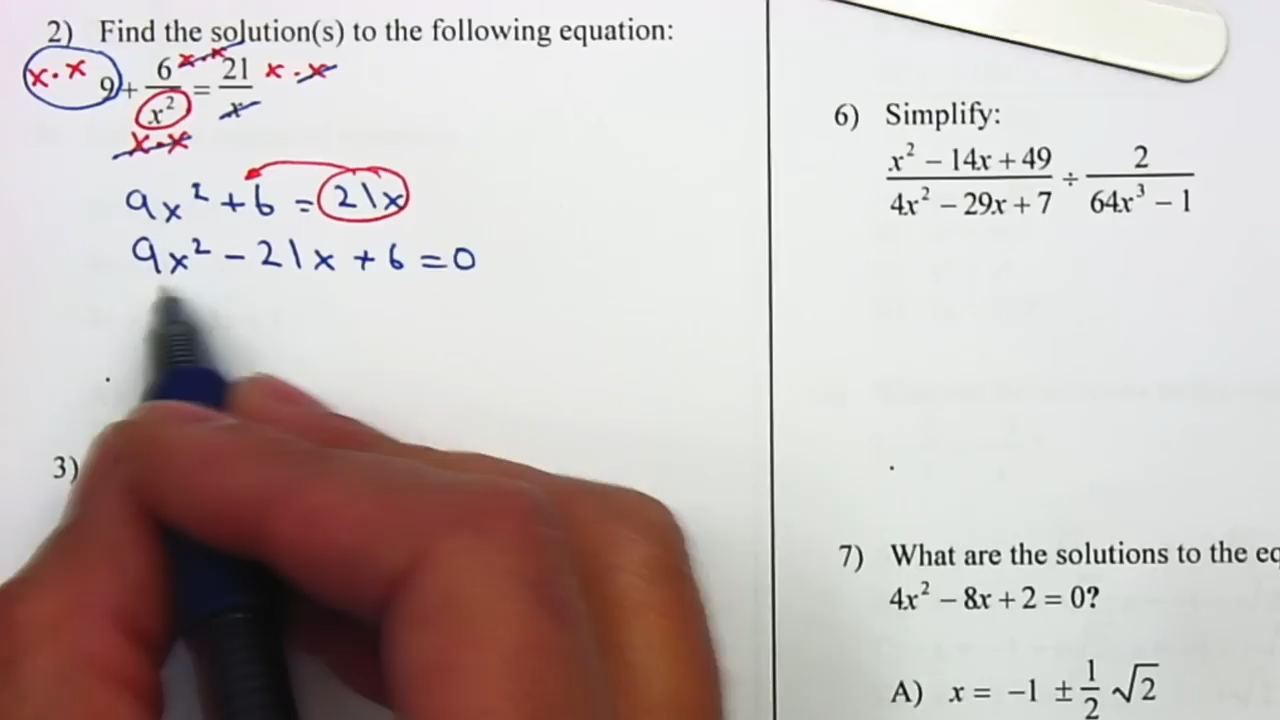 2) Find the solution(s) to the following equation:
x·x 9 + 6/x² x·x = 21/x x·x
x·x
9x² + 6 = 21x
9x² - 21x + 6 = 0
3)
6) Simplify:
x² − 14x + 49 / 4x² − 29x + 7 ÷ 2 / 64x³ − 1
7) What are the solutions to the
4x² − 8x + 2 = 0?
A) x = −1 ± 1/2 √2